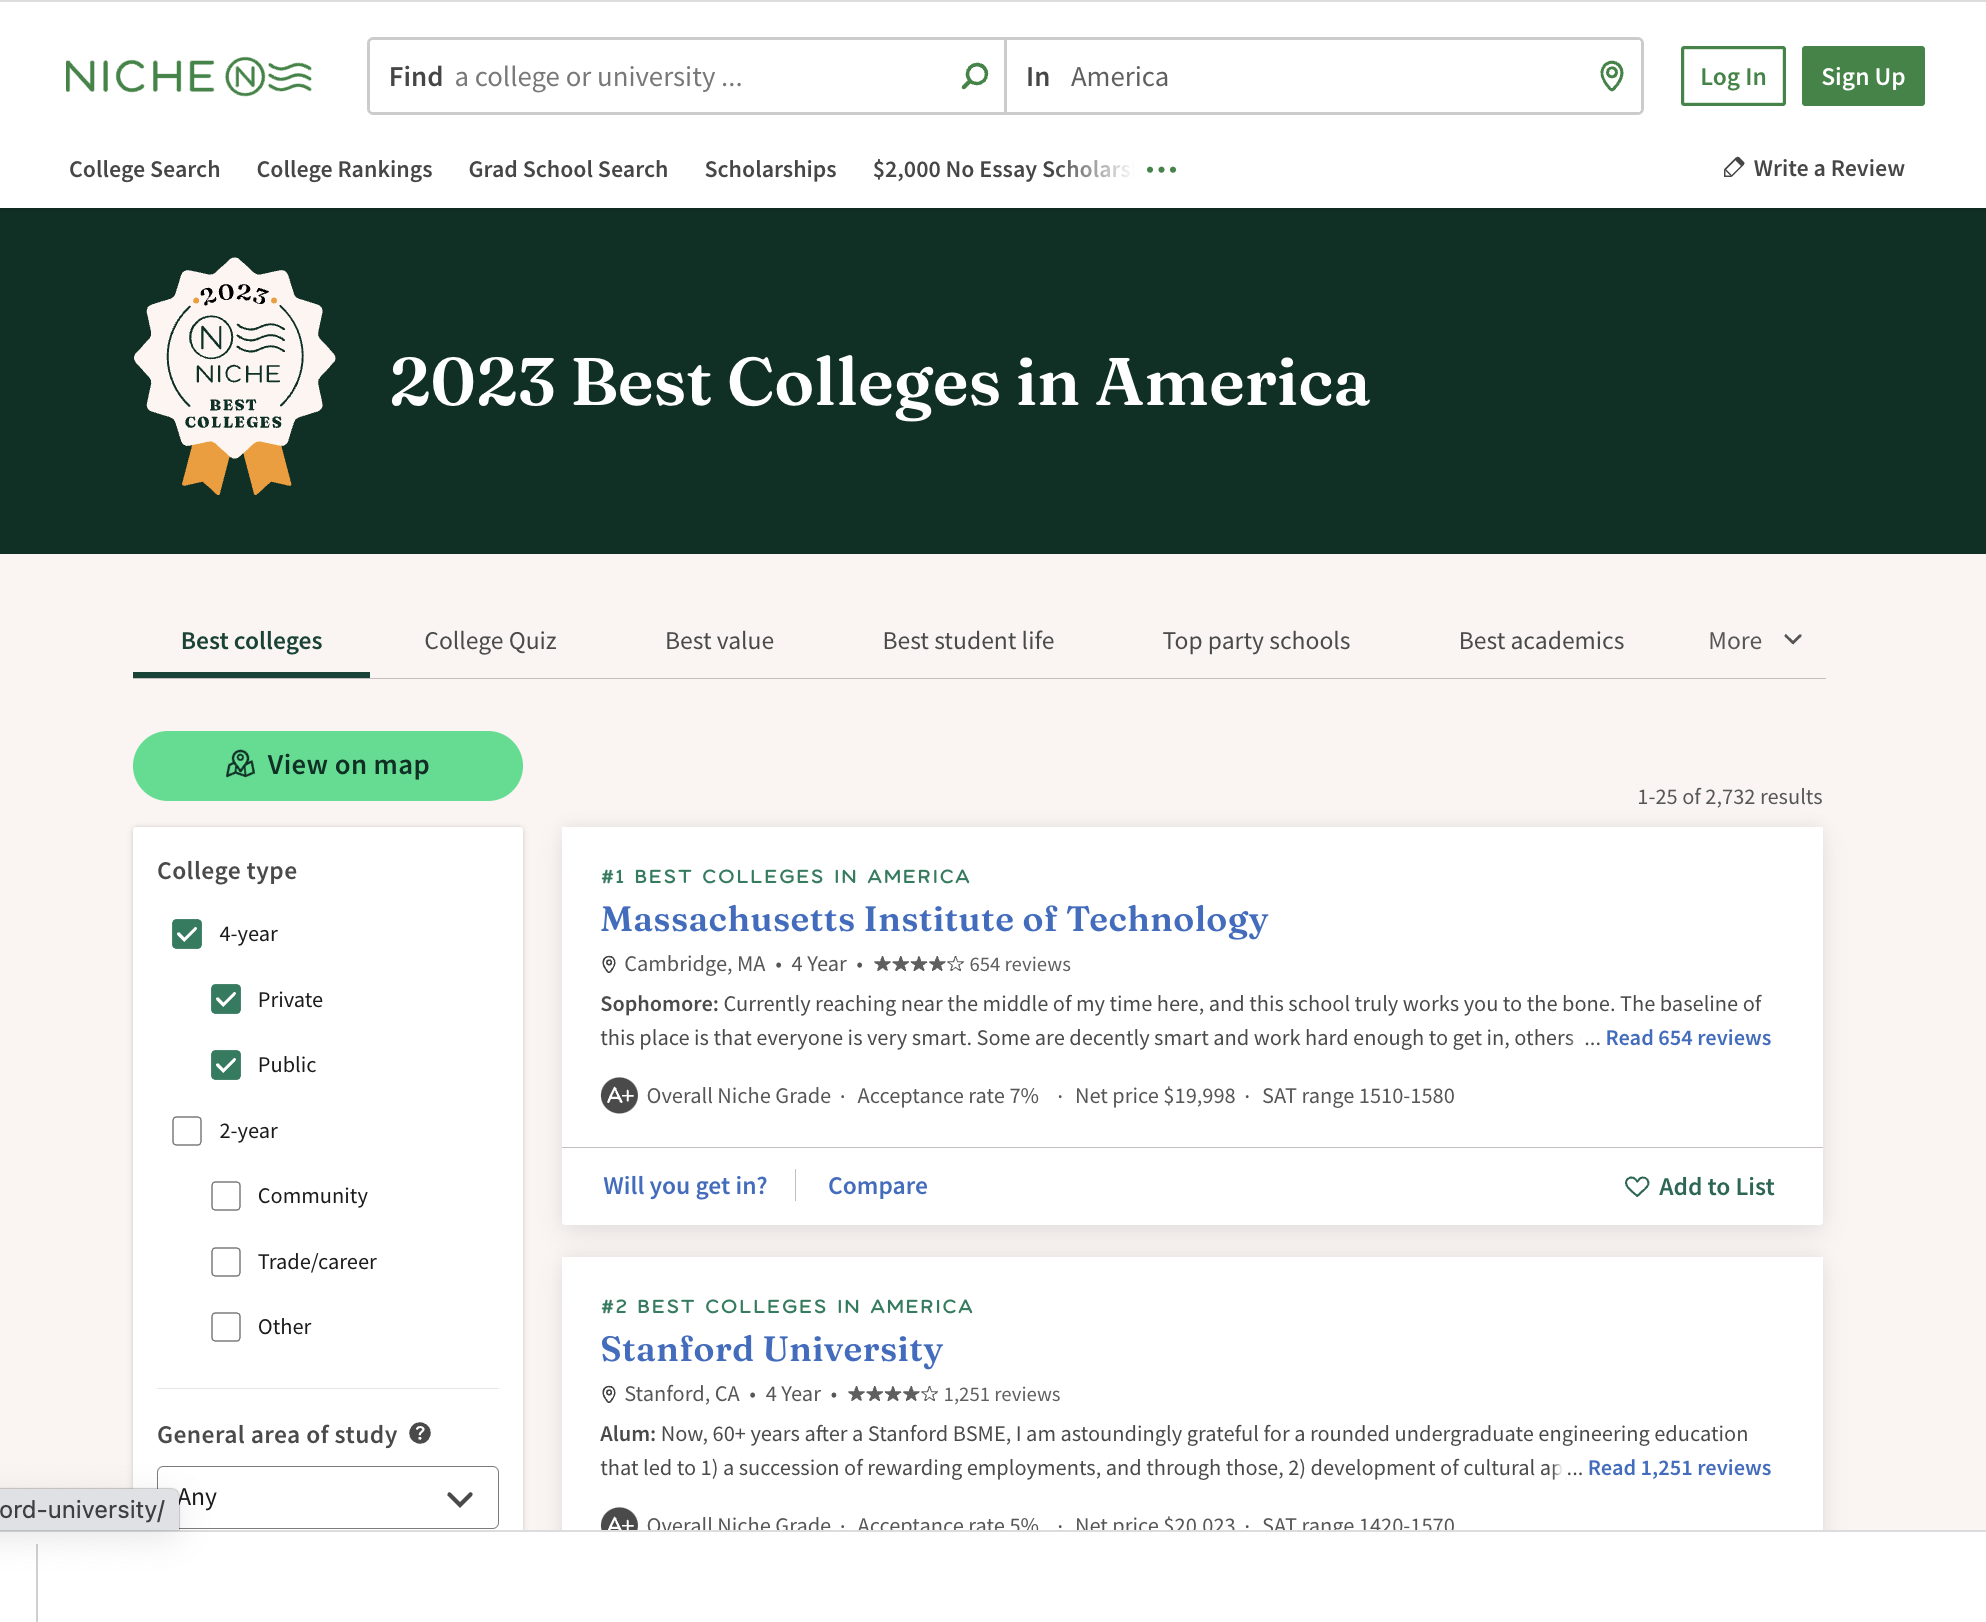 NICHE N
Find a college or university ...
In America
Log In
Sign Up
College Search
College Rankings
Grad School Search
Scholarships
$2,000 No Essay Scholars
Write a Review
2023
N
NICHE
BEST
COLLEGES
2023 Best Colleges in America
Best colleges
College Quiz
Best value
Best student life
Top party schools
Best academics
More
View on map
1-25 of 2,732 results
College type
4-year
Private
Public
2-year
Community
Trade/career
Other
General area of study ?
Any
ord-university/
#1 BEST COLLEGES IN AMERICA
Massachusetts Institute of Technology
Cambridge, MA • 4 Year • ★★★★☆ 654 reviews
Sophomore: Currently reaching near the middle of my time here, and this school truly works you to the bone. The baseline of
this place is that everyone is very smart. Some are decently smart and work hard enough to get in, others ... Read 654 reviews
A+ Overall Niche Grade · Acceptance rate 7% · Net price $19,998 · SAT range 1510-1580
Will you get in?
Compare
Add to List
#2 BEST COLLEGES IN AMERICA
Stanford University
Stanford, CA • 4 Year • ★★★★☆ 1,251 reviews
Alum: Now, 60+ years after a Stanford BSME, I am astoundingly grateful for a rounded undergraduate engineering education
that led to 1) a succession of rewarding employments, and through those, 2) development of cultural ap ... Read 1,251 reviews
A+ Overall Niche Grade · Acceptance rate 5% · Net price $20,023 · SAT range 1420-1570